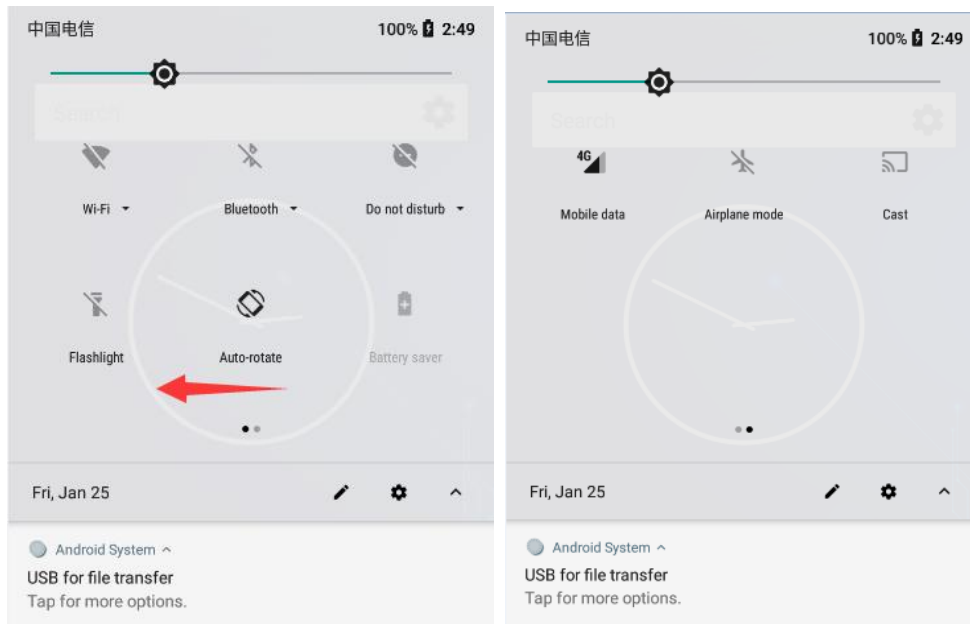 中国电信 100% 2:49
Search
Wi-Fi Bluetooth Do not disturb
Flashlight Auto-rotate Battery saver
Fri, Jan 25
Android System
USB for file transfer
Tap for more options.
中国电信 100% 2:49
Search
4G
Mobile data Airplane mode Cast
Fri, Jan 25
Android System
USB for file transfer
Tap for more options.